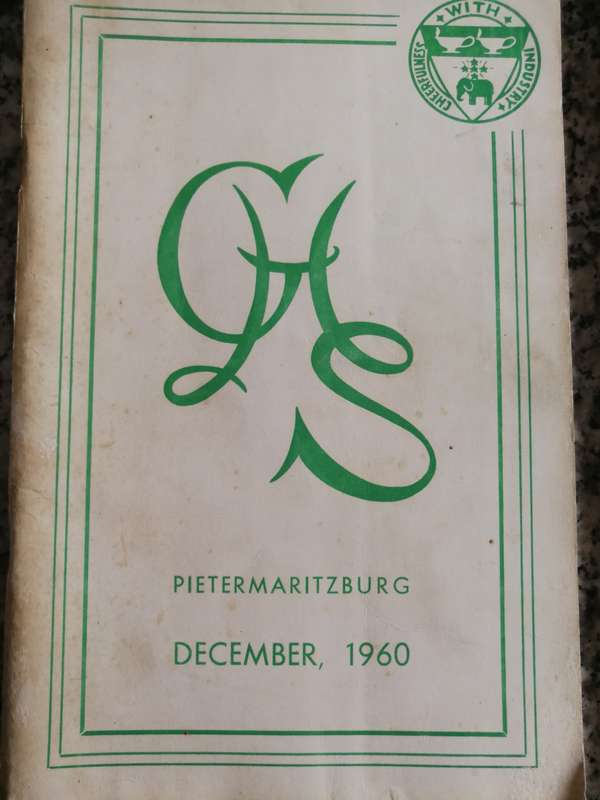 CHEERFULNESS WITH INDUSTRY
GHS
PIETERMARITZBURG
DECEMBER, 1960